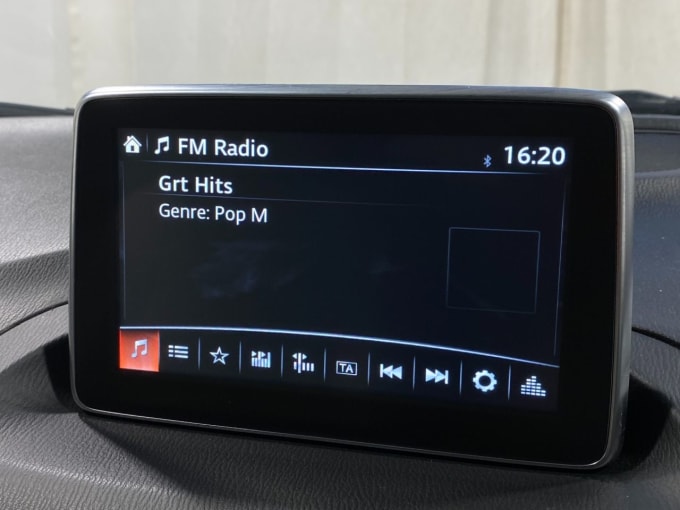 FM Radio 16:20
Grt Hits
Genre: Pop M
TA